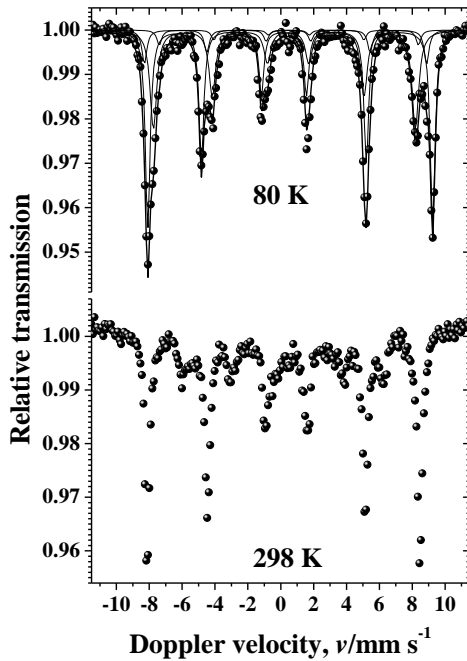 1.00
0.99
0.98
0.97
0.96
0.95
80 K
Relative transmission
1.00
0.99
0.98
0.97
0.96
298 K
-10 -8 -6 -4 -2 0 2 4 6 8 10
Doppler velocity, v/mm s⁻¹